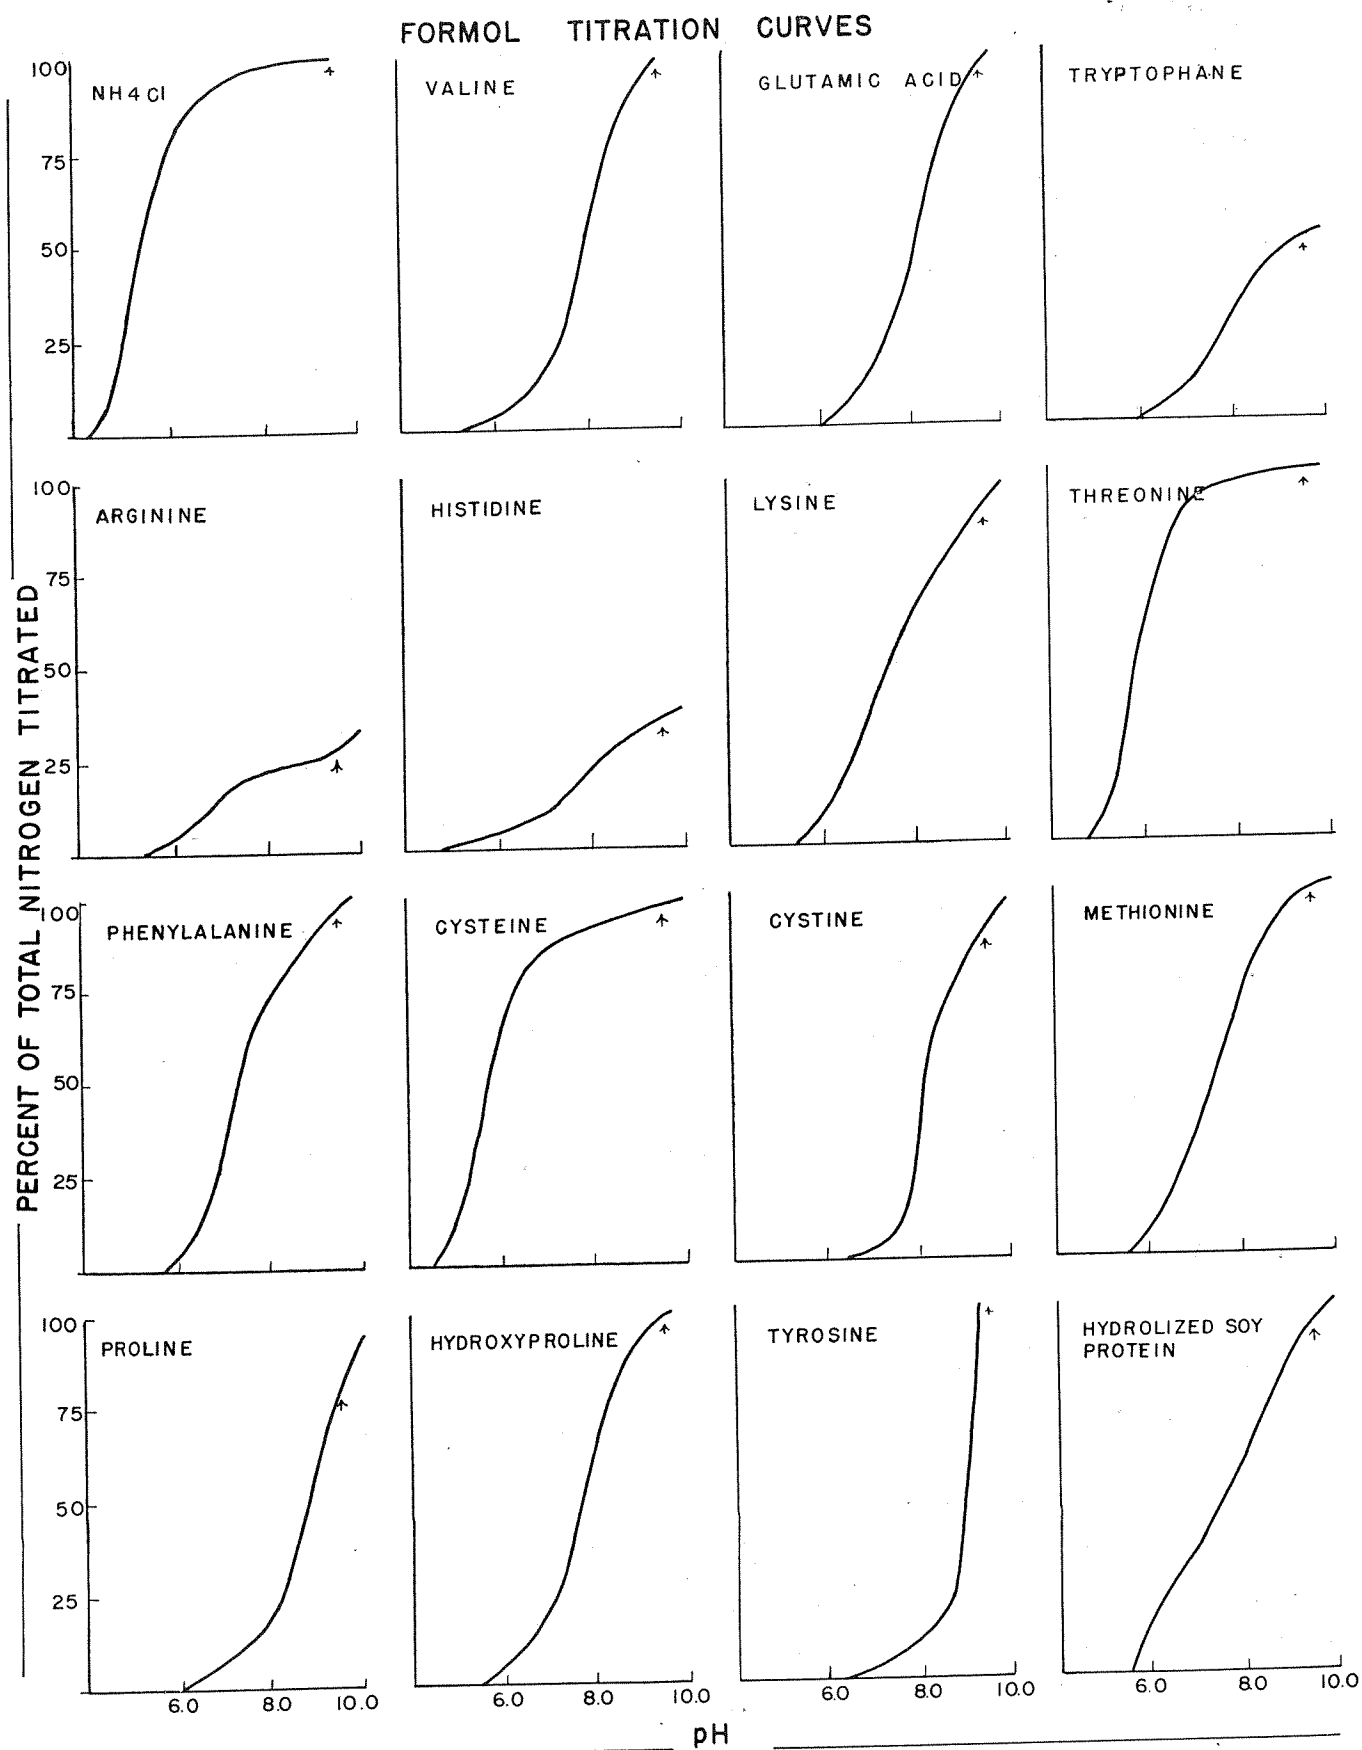 FORMOL TITRATION CURVES
PERCENT OF TOTAL NITROGEN TITRATED
100
75
50
25
NH4Cl
VALINE
GLUTAMIC ACID
TRYPTOPHANE
100
75
50
25
ARGININE
HISTIDINE
LYSINE
THREONINE
100
75
50
25
PHENYLALANINE
CYSTEINE
CYSTINE
METHIONINE
100
75
50
25
PROLINE
HYDROXYPROLINE
TYROSINE
HYDROLIZED SOY
PROTEIN
6.0 8.0 10.0
6.0 8.0 10.0
6.0 8.0 10.0
6.0 8.0 10.0
pH